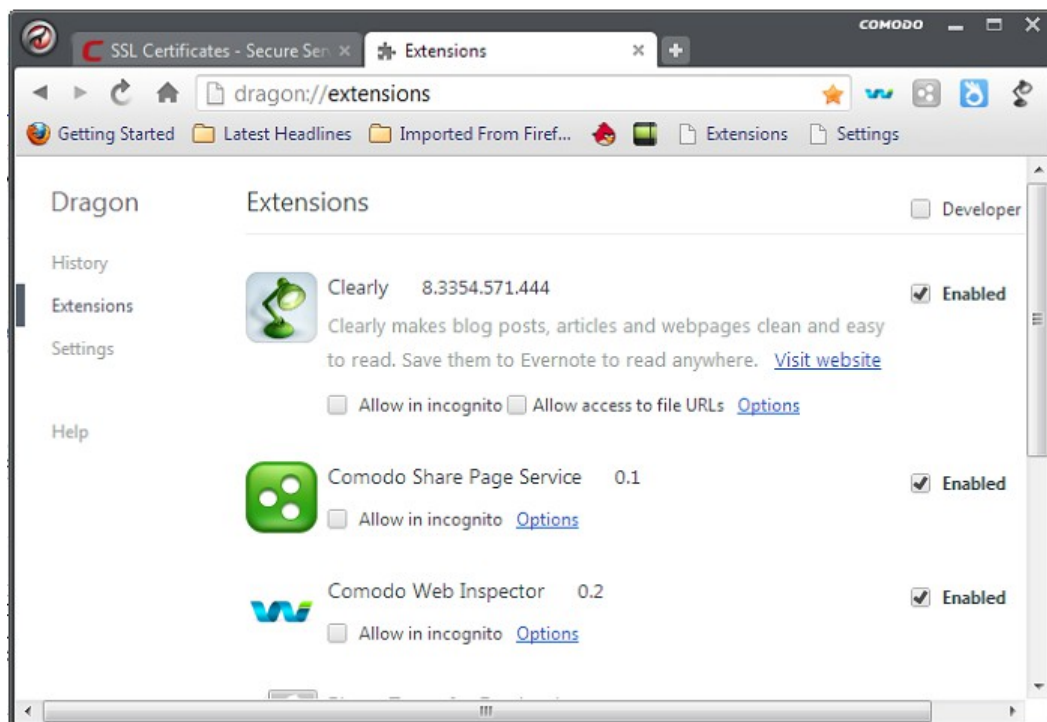 COMODO
SSL Certificates - Secure Ser
Extensions
dragon://extensions
Getting Started Latest Headlines Imported From Firef... Extensions Settings
Dragon
Extensions
Developer
History
Extensions
Settings
Help
Clearly 8.3354.571.444
Enabled
Clearly makes blog posts, articles and webpages clean and easy
to read. Save them to Evernote to read anywhere. Visit website
Allow in incognito Allow access to file URLs Options
Comodo Share Page Service 0.1
Enabled
Allow in incognito Options
Comodo Web Inspector 0.2
Enabled
Allow in incognito Options